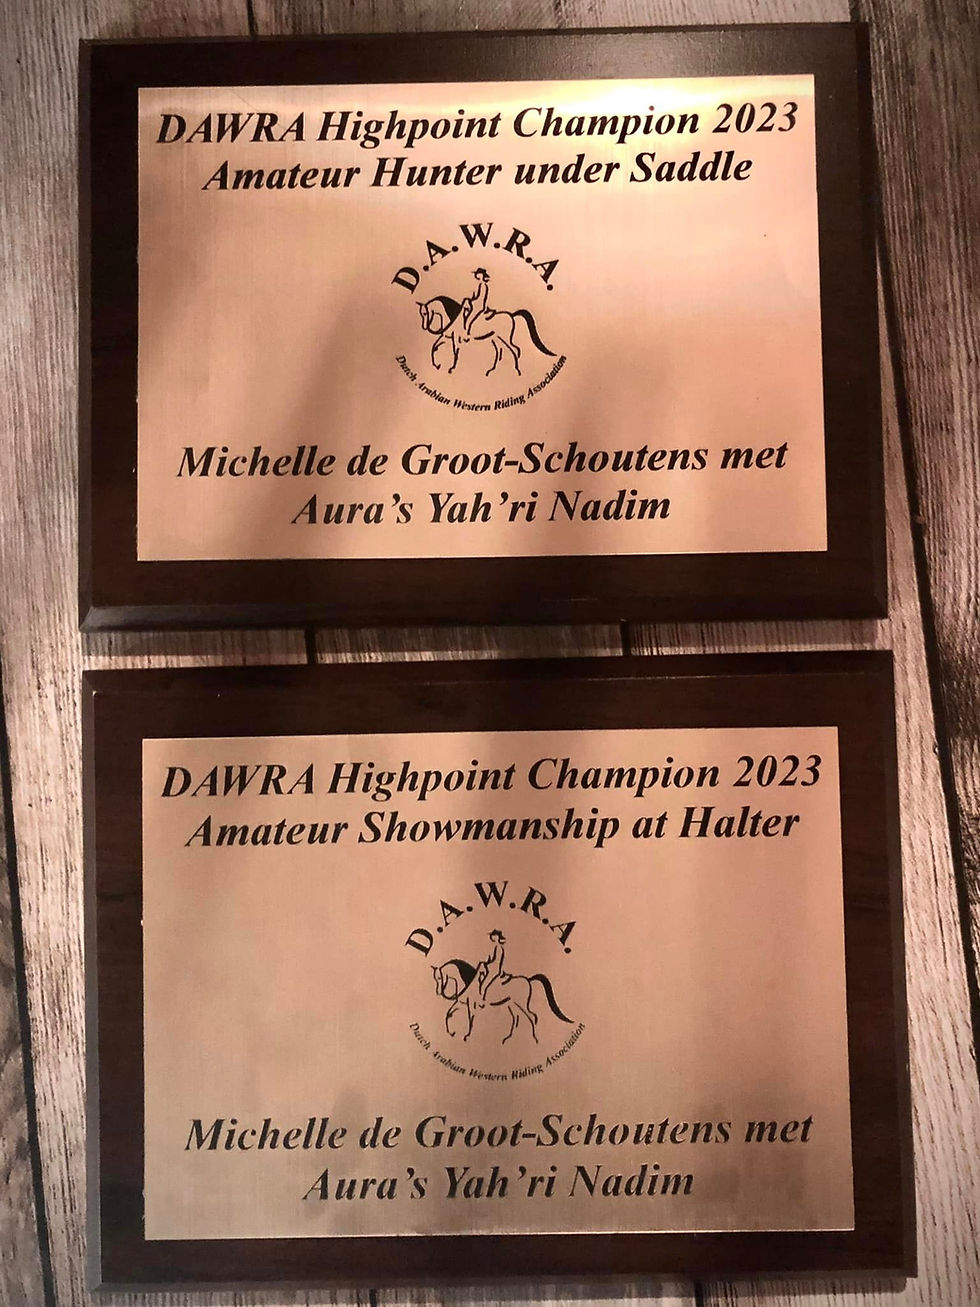 DAWRA Highpoint Champion 2023
Amateur Hunter under Saddle
D.A.W.R.A.
Dutch Arabian Western Riding Association
Michelle de Groot-Schoutens met
Aura’s Yah’ri Nadim
DAWRA Highpoint Champion 2023
Amateur Showmanship at Halter
D.A.W.R.A.
Dutch Arabian Western Riding Association
Michelle de Groot-Schoutens met
Aura’s Yah’ri Nadim